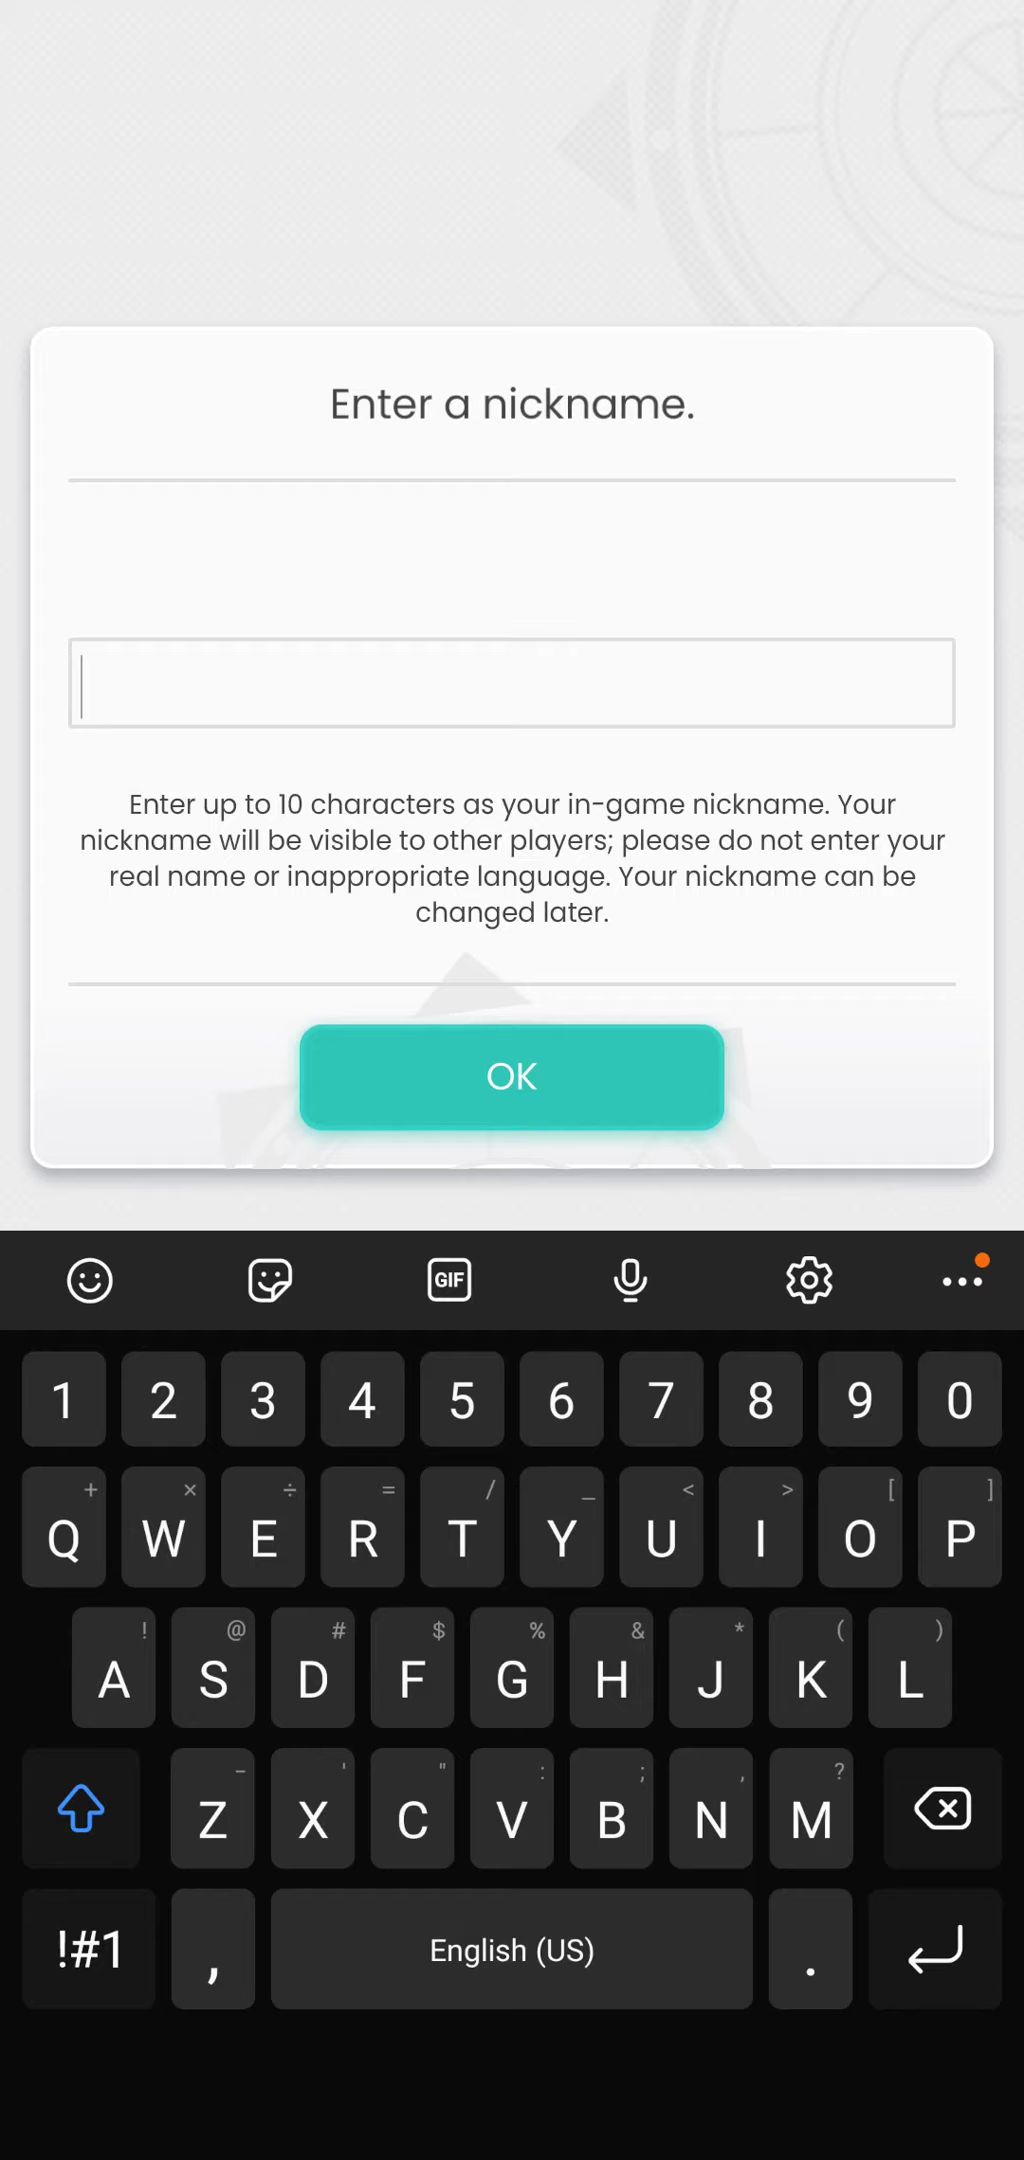 Enter a nickname.
Enter up to 10 characters as your in-game nickname. Your
nickname will be visible to other players; please do not enter your
real name or inappropriate language. Your nickname can be
changed later.
OK
GIF
1 2 3 4 5 6 7 8 9 0
+ × ÷ = / _ < > [ ]
Q W E R T Y U I O P
! @ # $ % & * ( )
A S D F G H J K L
- ' " : ; , ?
Z X C V B N M
!#1 , English (US) .